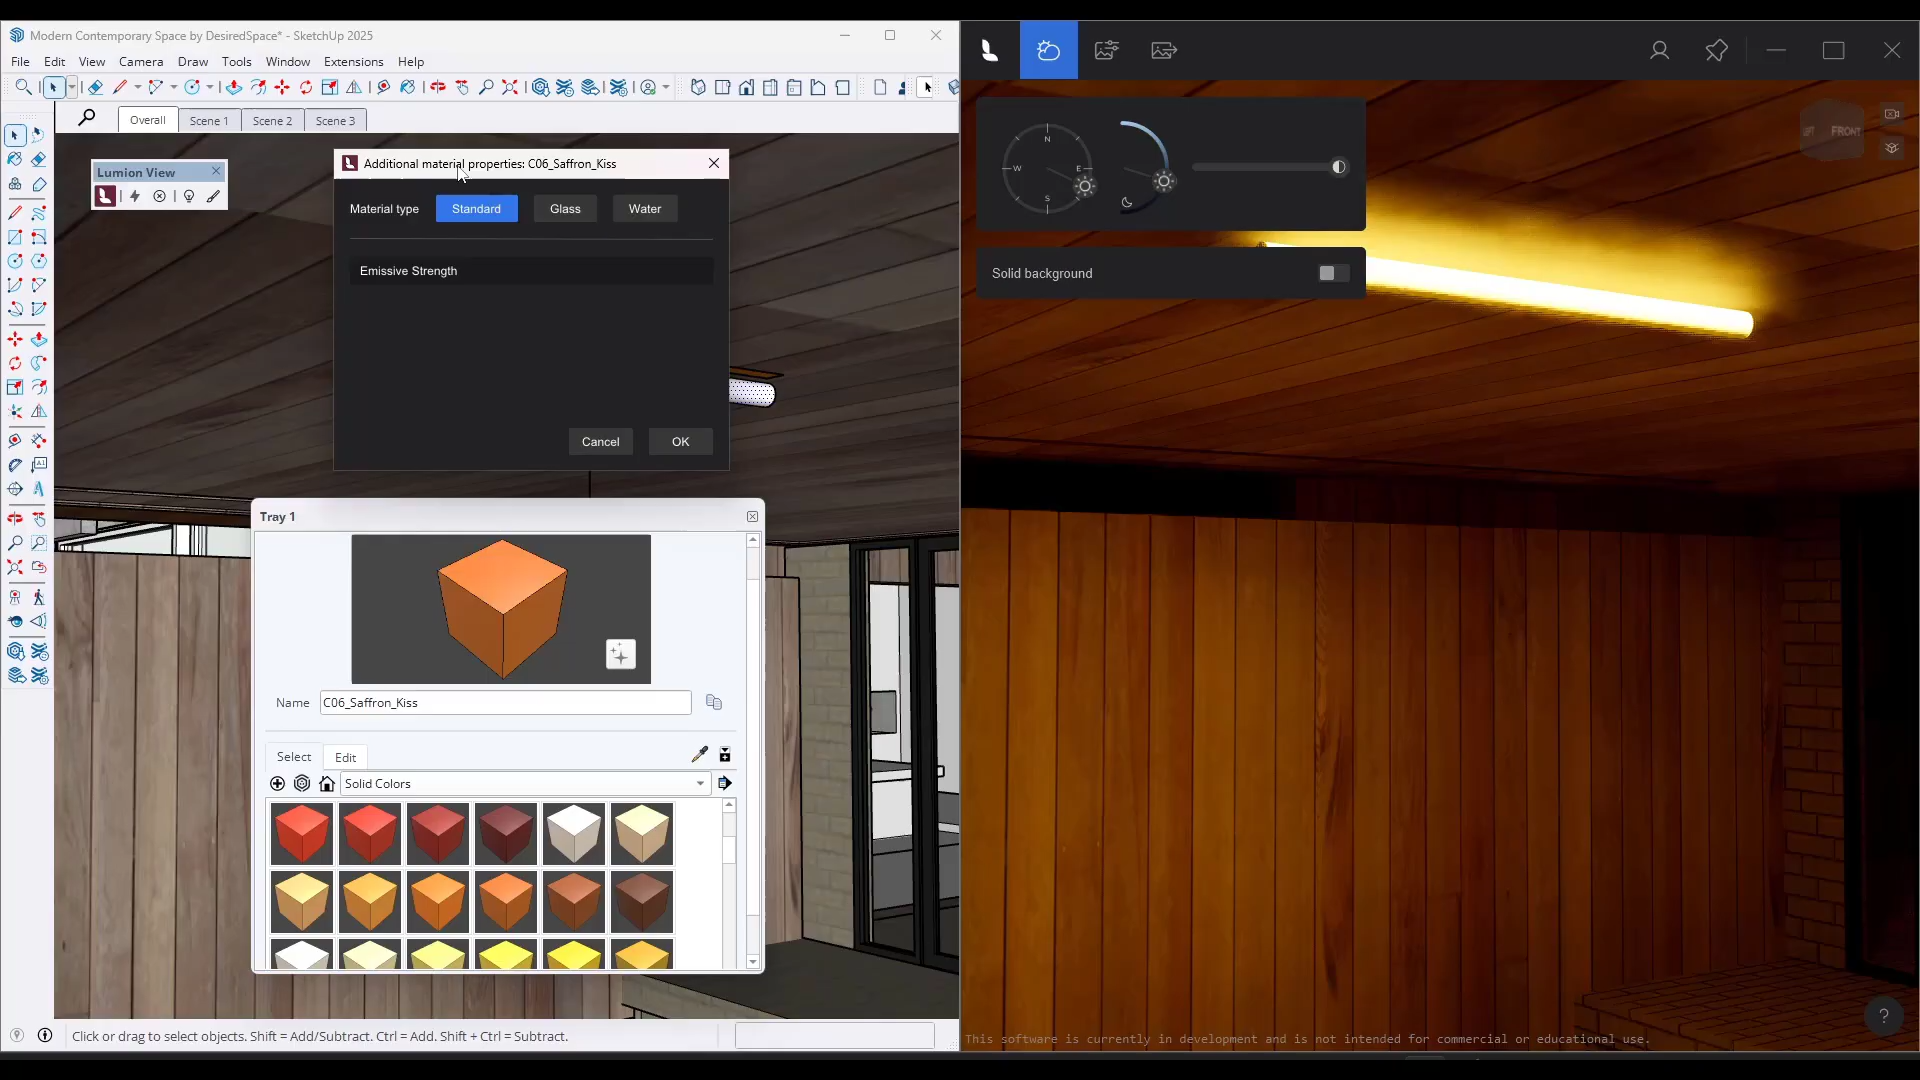 Modern Contemporary Space by DesiredSpace* - SketchUp 2025
File Edit View Camera Draw Tools Window Extensions Help
Overall Scene 1 Scene 2 Scene 3
Lumion View
Additional material properties: C06_Saffron_Kiss
Material type Standard Glass Water
Emissive Strength
Cancel OK
Tray 1
Name C06_Saffron_Kiss
Select Edit
Solid Colors
Click or drag to select objects. Shift = Add/Subtract. Ctrl = Add. Shift + Ctrl = Subtract.
N
W E
S
Solid background
FRONT
This software is currently in development and is not intended for commercial or educational use.
?